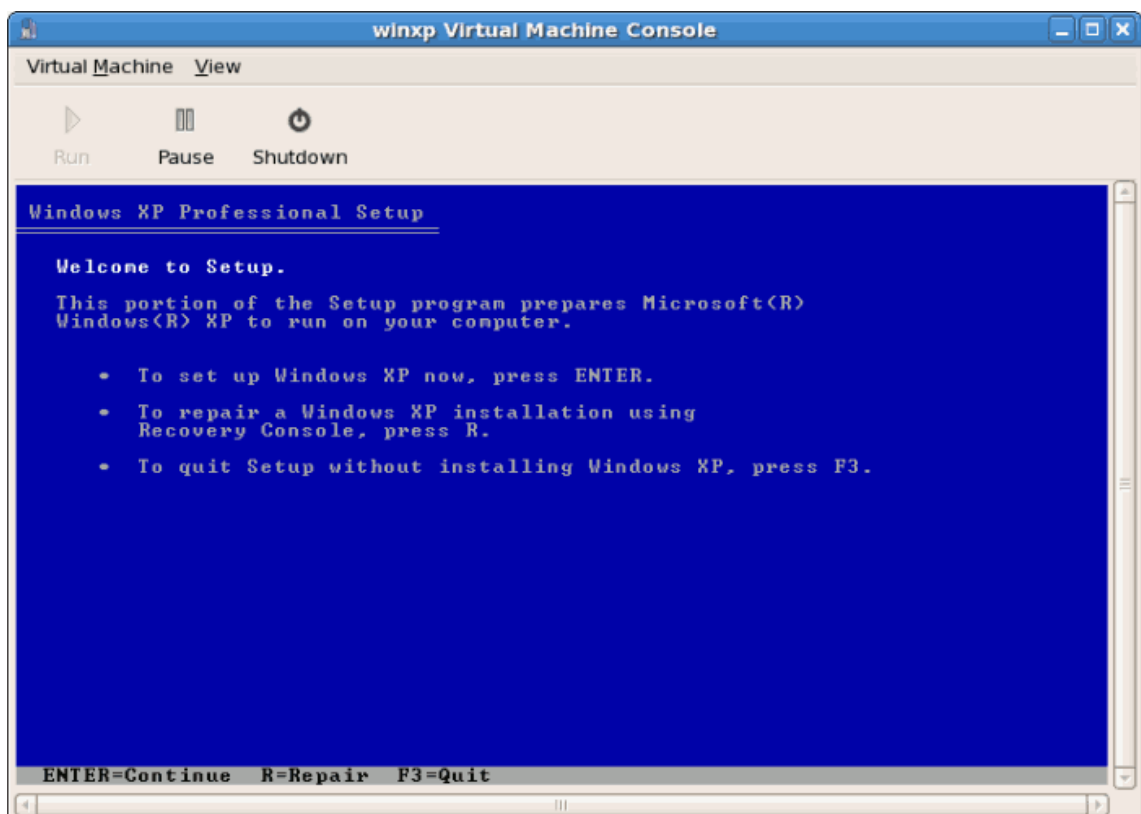 winxp Virtual Machine Console
Virtual Machine View
Run Pause Shutdown
Windows XP Professional Setup
Welcome to Setup.
This portion of the Setup program prepares Microsoft(R)
Windows(R) XP to run on your computer.
• To set up Windows XP now, press ENTER.
• To repair a Windows XP installation using
Recovery Console, press R.
• To quit Setup without installing Windows XP, press F3.
ENTER=Continue R=Repair F3=Quit